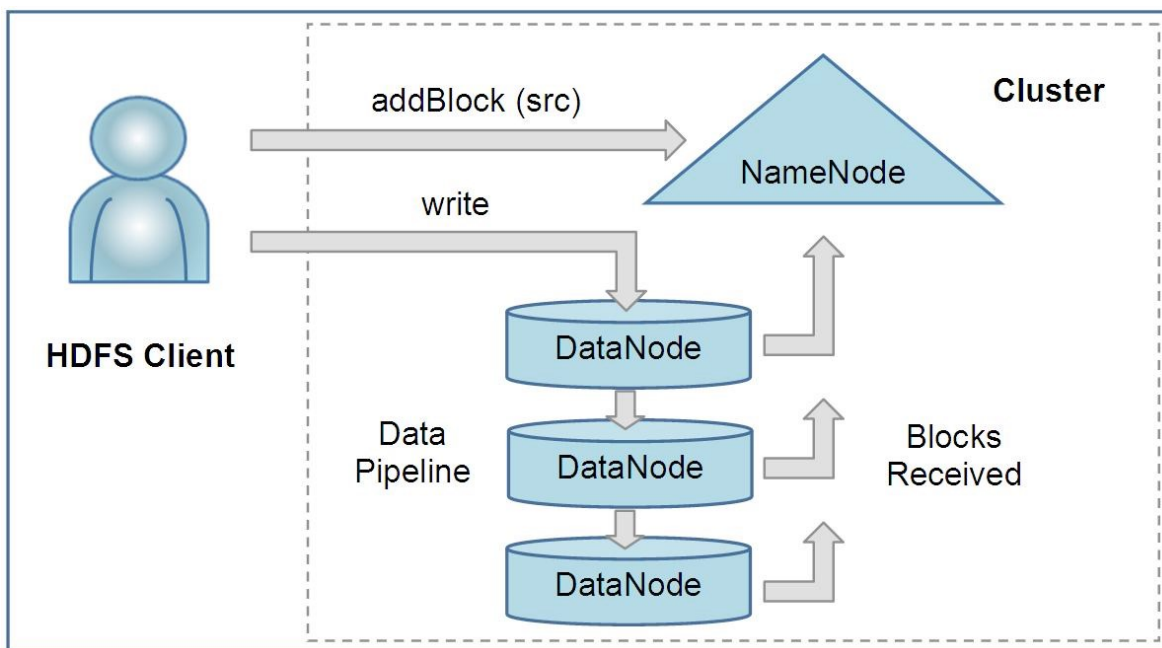 addBlock (src)
Cluster
NameNode
write
HDFS Client
DataNode
Data
Pipeline
DataNode
Blocks
Received
DataNode